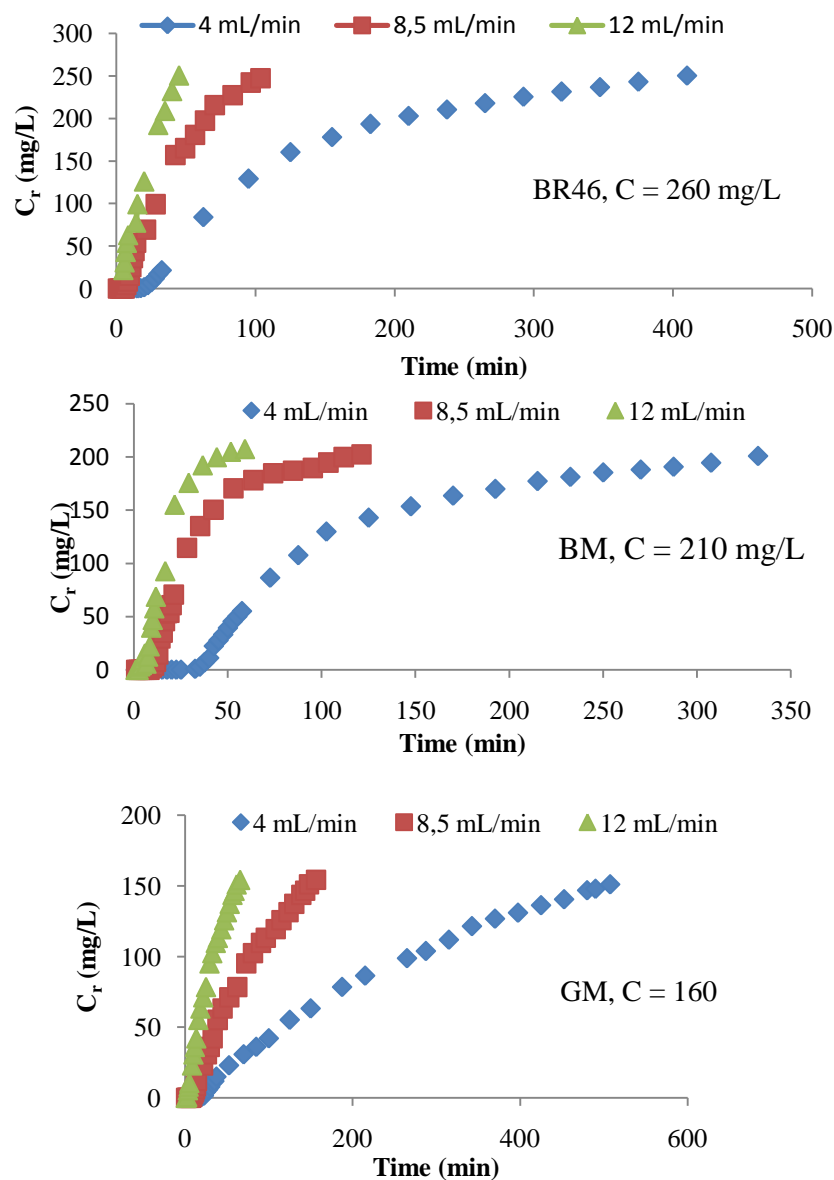 4 mL/min 8,5 mL/min 12 mL/min
300
250
200
150
100
50
0
Cr (mg/L)
BR46, C = 260 mg/L
0 100 200 300 400 500
Time (min)
250
200
150
100
50
0
Cr (mg/L)
4 mL/min 8,5 mL/min 12 mL/min
BM, C = 210 mg/L
0 50 100 150 200 250 300 350
Time (min)
200
150
100
50
0
Cr (mg/L)
4 mL/min 8,5 mL/min 12 mL/min
GM, C = 160
0 200 400 600
Time (min)